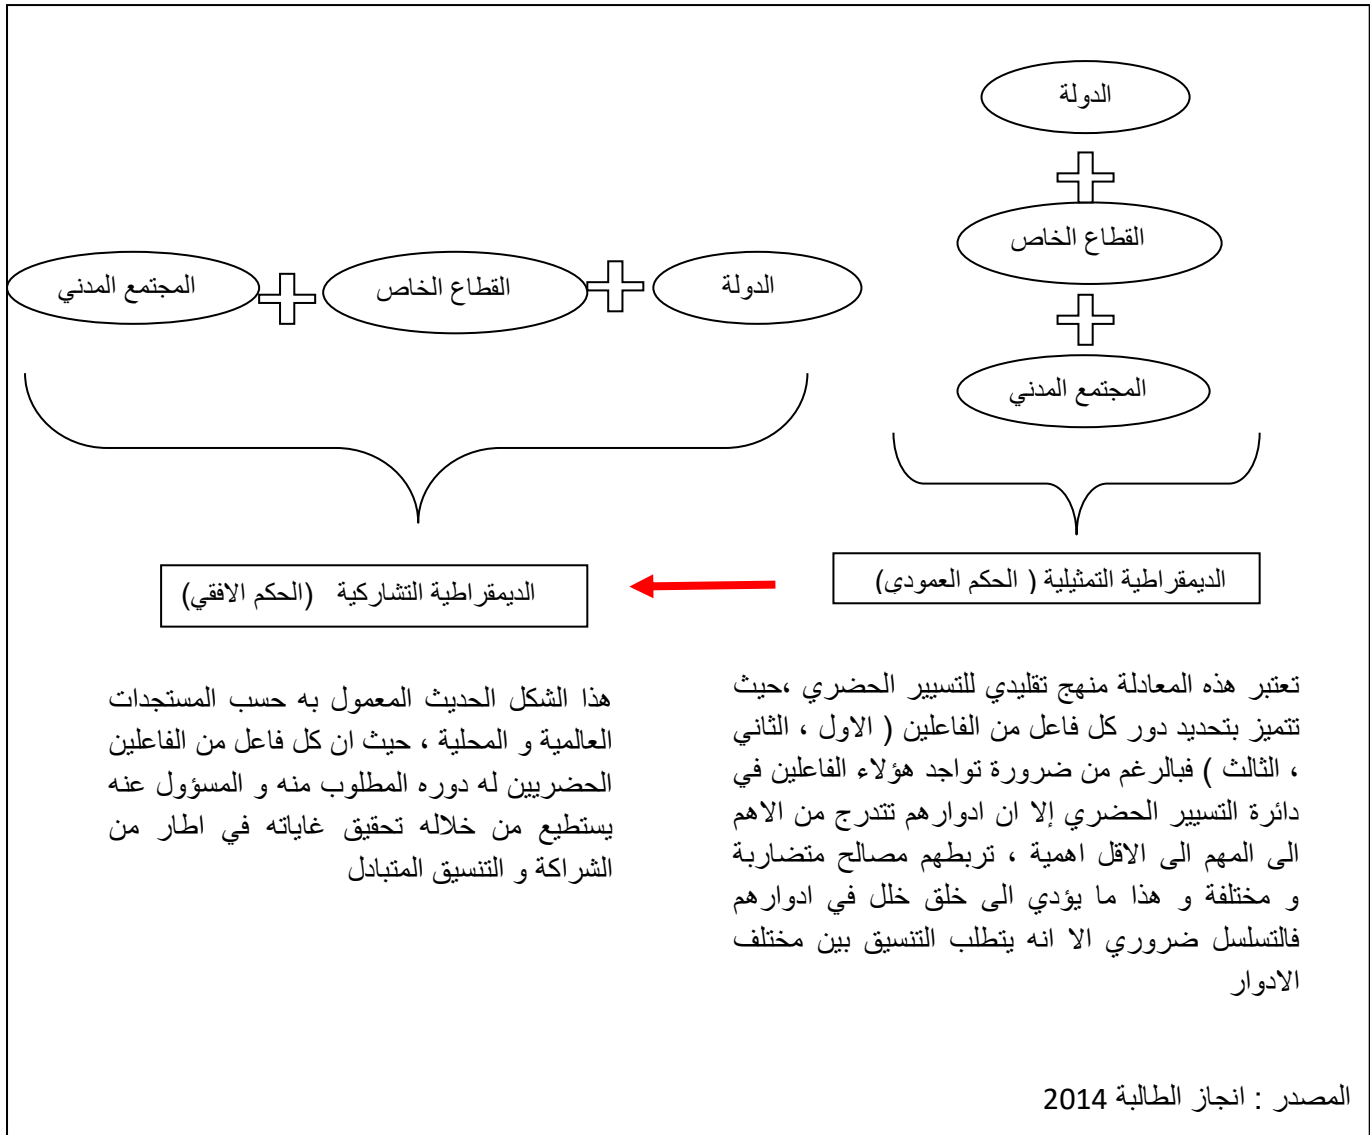 الدولة
القطاع الخاص
المجتمع المدني
الدولة
القطاع الخاص
المجتمع المدني
الديمقراطية التمثيلية ( الحكم العمودي)
الديمقراطية التشاركية (الحكم الافقي)
تعتبر هذه المعادلة منهج تقليدي للتسيير الحضري ،حيث
تتميز بتحديد دور كل فاعل من الفاعلين ( الاول ، الثاني
، الثالث ) فبالرغم من ضرورة تواجد هؤلاء الفاعلين في
دائرة التسيير الحضري إلا ان ادوارهم تتدرج من الاهم
الى المهم الى الاقل اهمية ، تربطهم مصالح متضاربة
و مختلفة و هذا ما يؤدي الى خلق خلل في ادوارهم
فالتسلسل ضروري الا انه يتطلب التنسيق بين مختلف
الادوار
هذا الشكل الحديث المعمول به حسب المستجدات
العالمية و المحلية ، حيث ان كل فاعل من الفاعلين
الحضريين له دوره المطلوب منه و المسؤول عنه
يستطيع من خلاله تحقيق غاياته في اطار من
الشراكة و التنسيق المتبادل
المصدر : انجاز الطالبة 2014